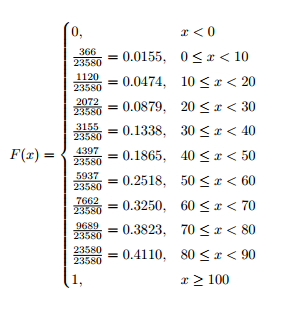 0, x < 0
366/23580 = 0.0155, 0 ≤ x < 10
1120/23580 = 0.0474, 10 ≤ x < 20
2072/23580 = 0.0879, 20 ≤ x < 30
3155/23580 = 0.1338, 30 ≤ x < 40
F(x) = { 4397/23580 = 0.1865, 40 ≤ x < 50
5937/23580 = 0.2518, 50 ≤ x < 60
7662/23580 = 0.3250, 60 ≤ x < 70
9689/23580 = 0.3823, 70 ≤ x < 80
23580/23580 = 0.4110, 80 ≤ x < 90
1, x ≥ 100